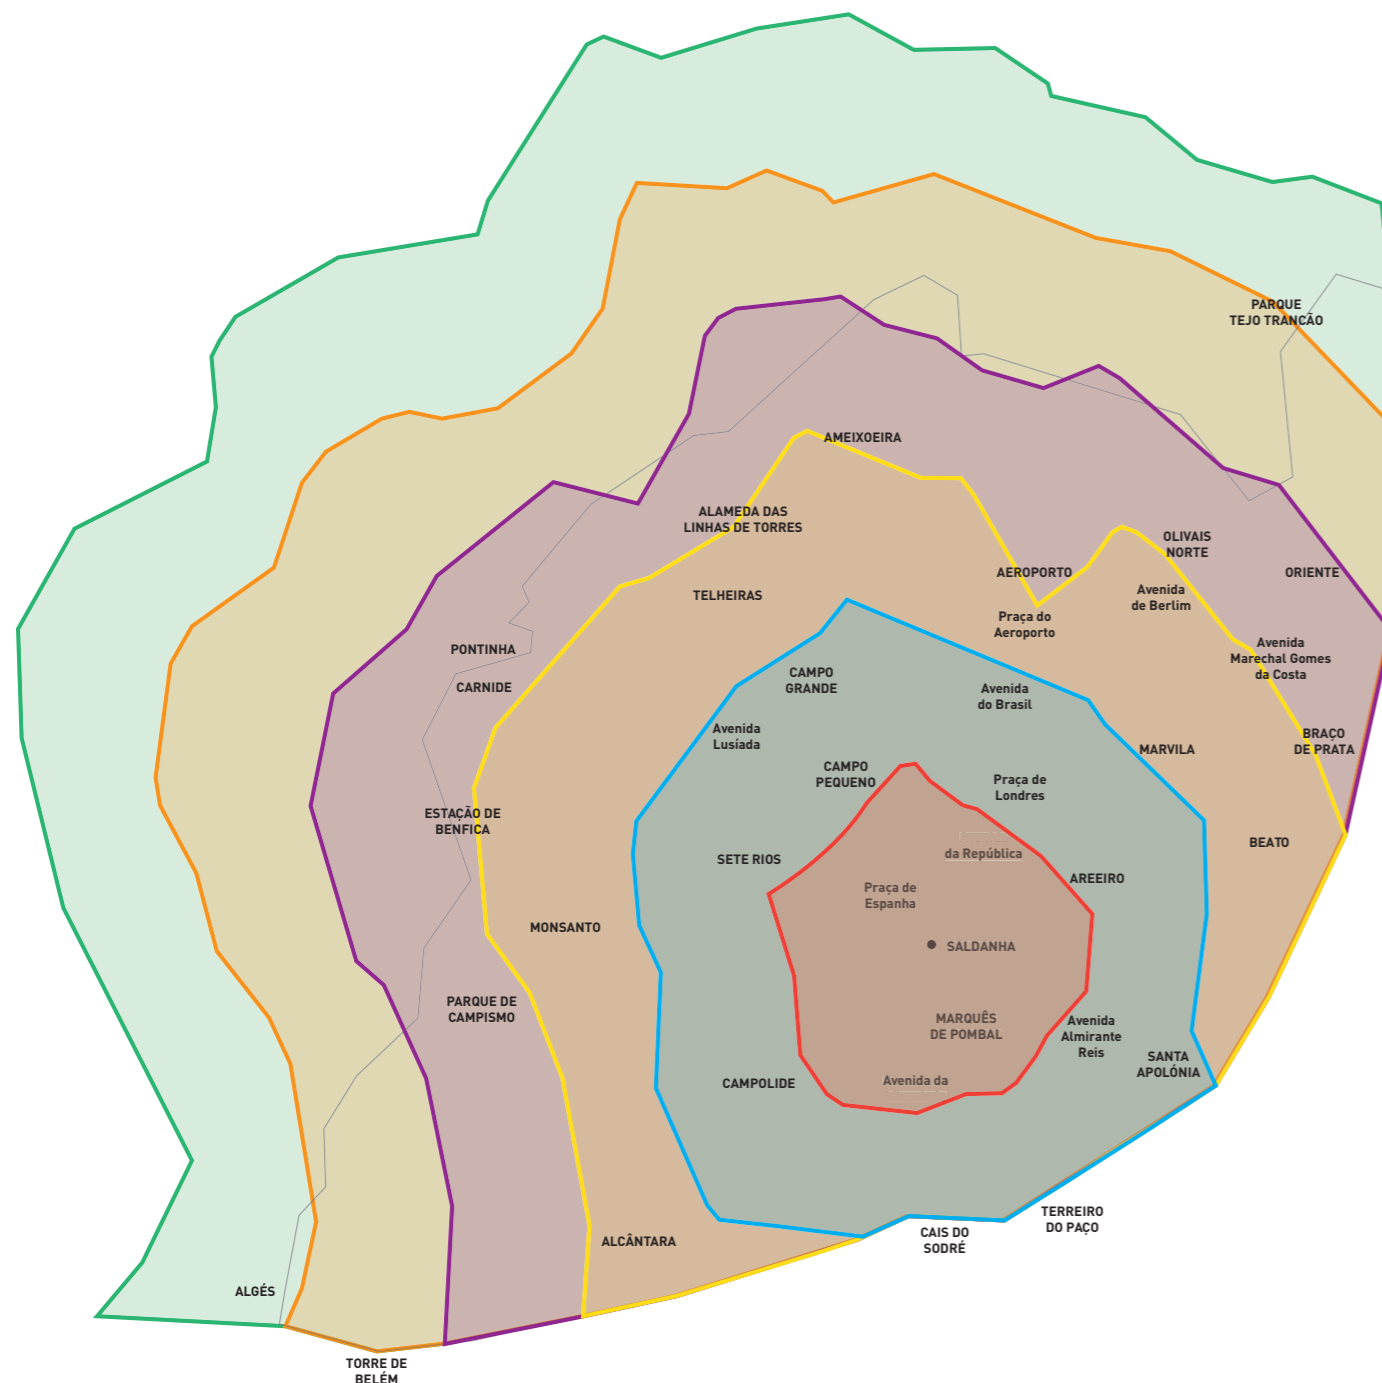 PARQUE
TEJO TRANCÃO
AMEIXOEIRA
ALAMEDA DAS
LINHAS DE TORRES
OLIVAIS
NORTE
AEROPORTO
ORIENTE
TELHEIRAS
Avenida
de Berlim
Praça do
Aeroporto
PONTINHA
Avenida
Marechal Gomes
da Costa
CARNIDE
CAMPO
GRANDE
Avenida
do Brasil
Avenida
Lusíada
MARVILA
BRAÇO
DE PRATA
CAMPO
PEQUENO
Praça de
Londres
ESTAÇÃO DE
BENFICA
BEATO
da República
SETE RIOS
AREEIRO
Praça de
Espanha
MONSANTO
SALDANHA
PARQUE DE
CAMPISMO
MARQUÊS
DE POMBAL
Avenida
Almirante
Reis
SANTA
APOLÓNIA
CAMPOLIDE
Avenida da
TERREIRO
DO PAÇO
CAIS DO
SODRÉ
ALCÂNTARA
ALGÉS
TORRE DE
BELÉM